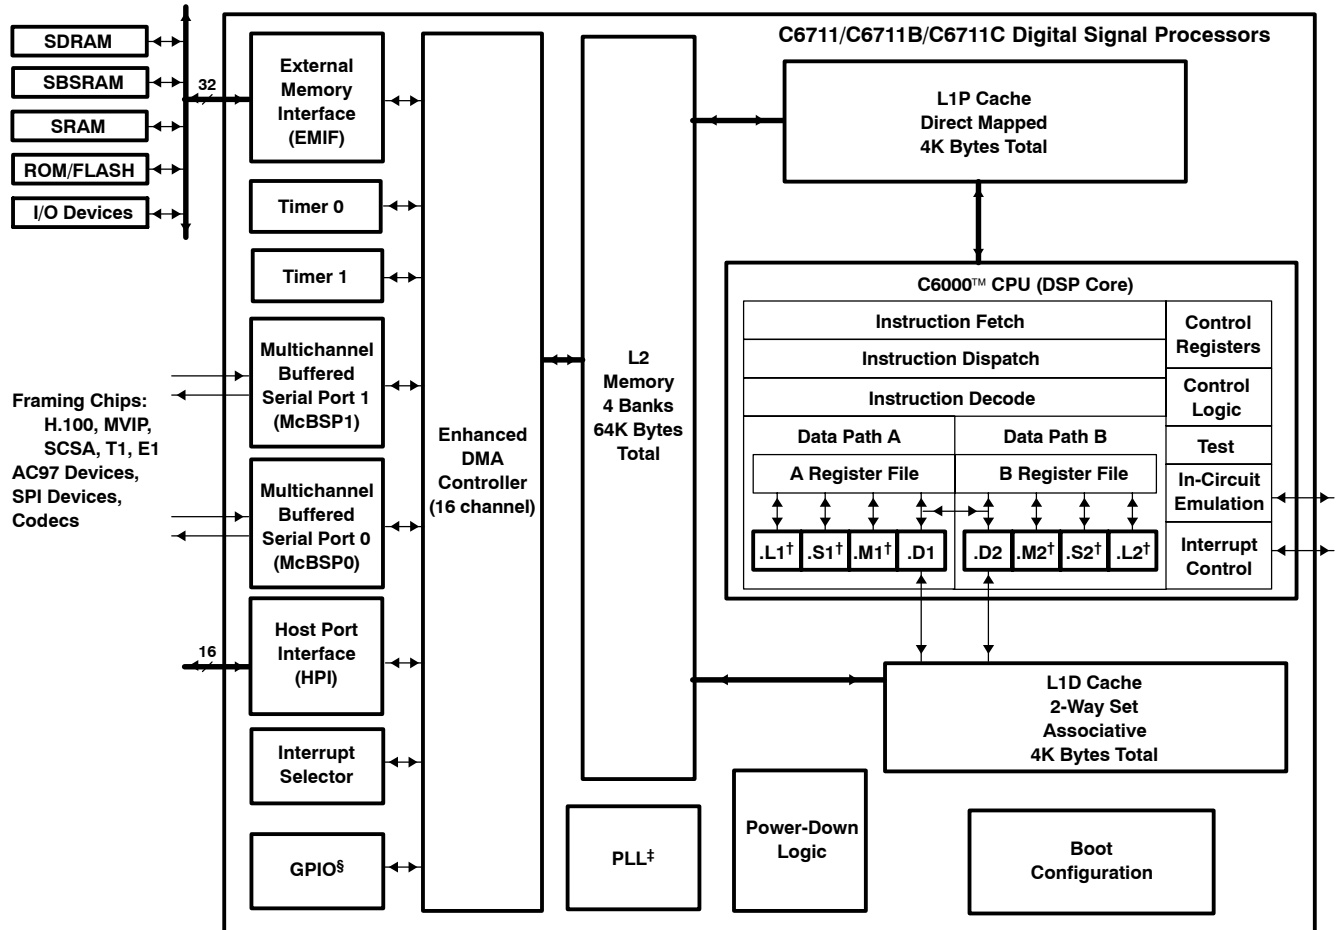 C6711/C6711B/C6711C Digital Signal Processors
SDRAM
SBSRAM
SRAM
ROM/FLASH
I/O Devices
32
External
Memory
Interface
(EMIF)
Timer 0
Timer 1
Framing Chips:
H.100, MVIP,
SCSA, T1, E1
AC97 Devices,
SPI Devices,
Codecs
Multichannel
Buffered
Serial Port 1
(McBSP1)
Multichannel
Buffered
Serial Port 0
(McBSP0)
16
Host Port
Interface
(HPI)
Interrupt
Selector
GPIO§
Enhanced
DMA
Controller
(16 channel)
L2
Memory
4 Banks
64K Bytes
Total
L1P Cache
Direct Mapped
4K Bytes Total
C6000™ CPU (DSP Core)
Instruction Fetch
Instruction Dispatch
Instruction Decode
Control
Registers
Control
Logic
Test
In-Circuit
Emulation
Interrupt
Control
Data Path A
Data Path B
A Register File
B Register File
.L1† .S1† .M1† .D1
.D2 .M2† .S2† .L2†
L1D Cache
2-Way Set
Associative
4K Bytes Total
PLL‡
Power-Down
Logic
Boot
Configuration